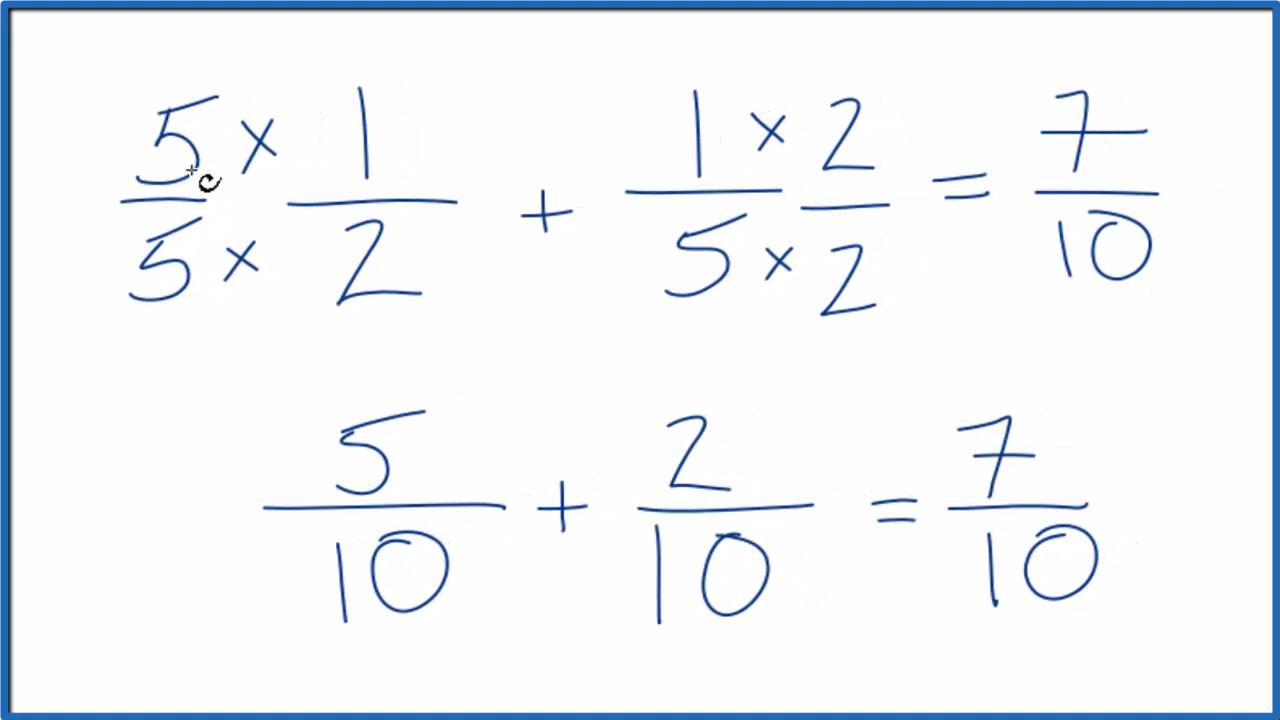 5 × 1 1 × 2 7
+ =
5 × 2 5 × 2 10
5 2 7
+ =
10 10 10